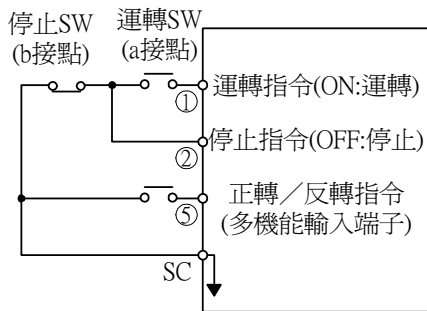 停止SW
(b接點)
運轉SW
(a接點)
① 運轉指令(ON:運轉)
② 停止指令(OFF:停止)
⑤ 正轉／反轉指令
(多機能輸入端子)
SC